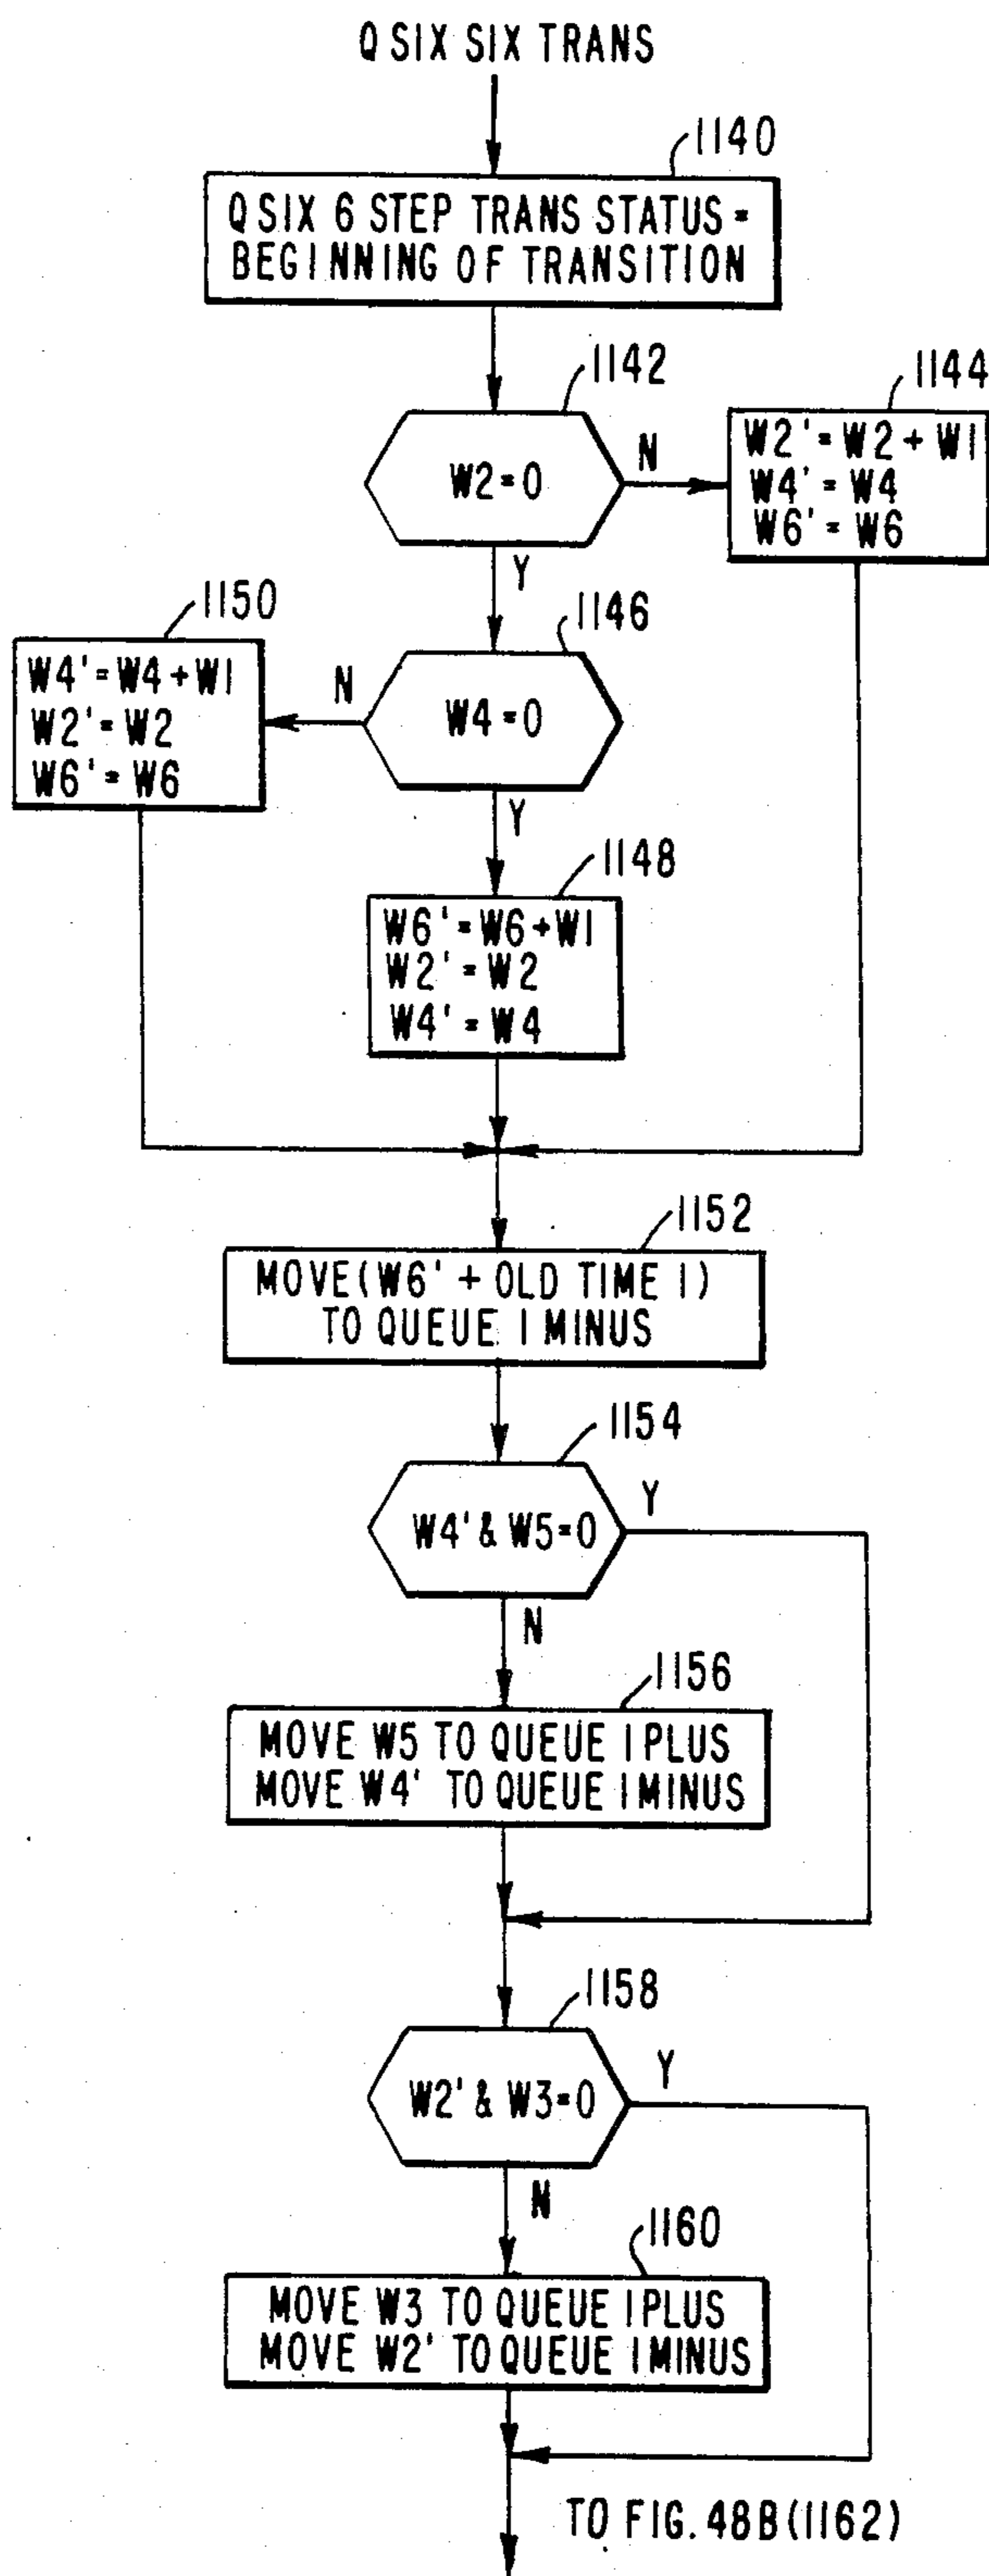 Q SIX SIX TRANS
1140
Q SIX 6 STEP TRANS STATUS =
BEGINNING OF TRANSITION
1142
W2=0
N
Y
1144
W2'=W2+W1
W4'=W4
W6'=W6
1146
W4=0
N
Y
1150
W4'=W4+W1
W2'=W2
W6'=W6
1148
W6'=W6+W1
W2'=W2
W4'=W4
1152
MOVE (W6' + OLD TIME 1)
TO QUEUE 1 MINUS
1154
W4' & W5=0
Y
N
1156
MOVE W5 TO QUEUE 1 PLUS
MOVE W4' TO QUEUE 1 MINUS
1158
W2' & W3=0
Y
N
1160
MOVE W3 TO QUEUE 1 PLUS
MOVE W2' TO QUEUE 1 MINUS
TO FIG. 48B (1162)